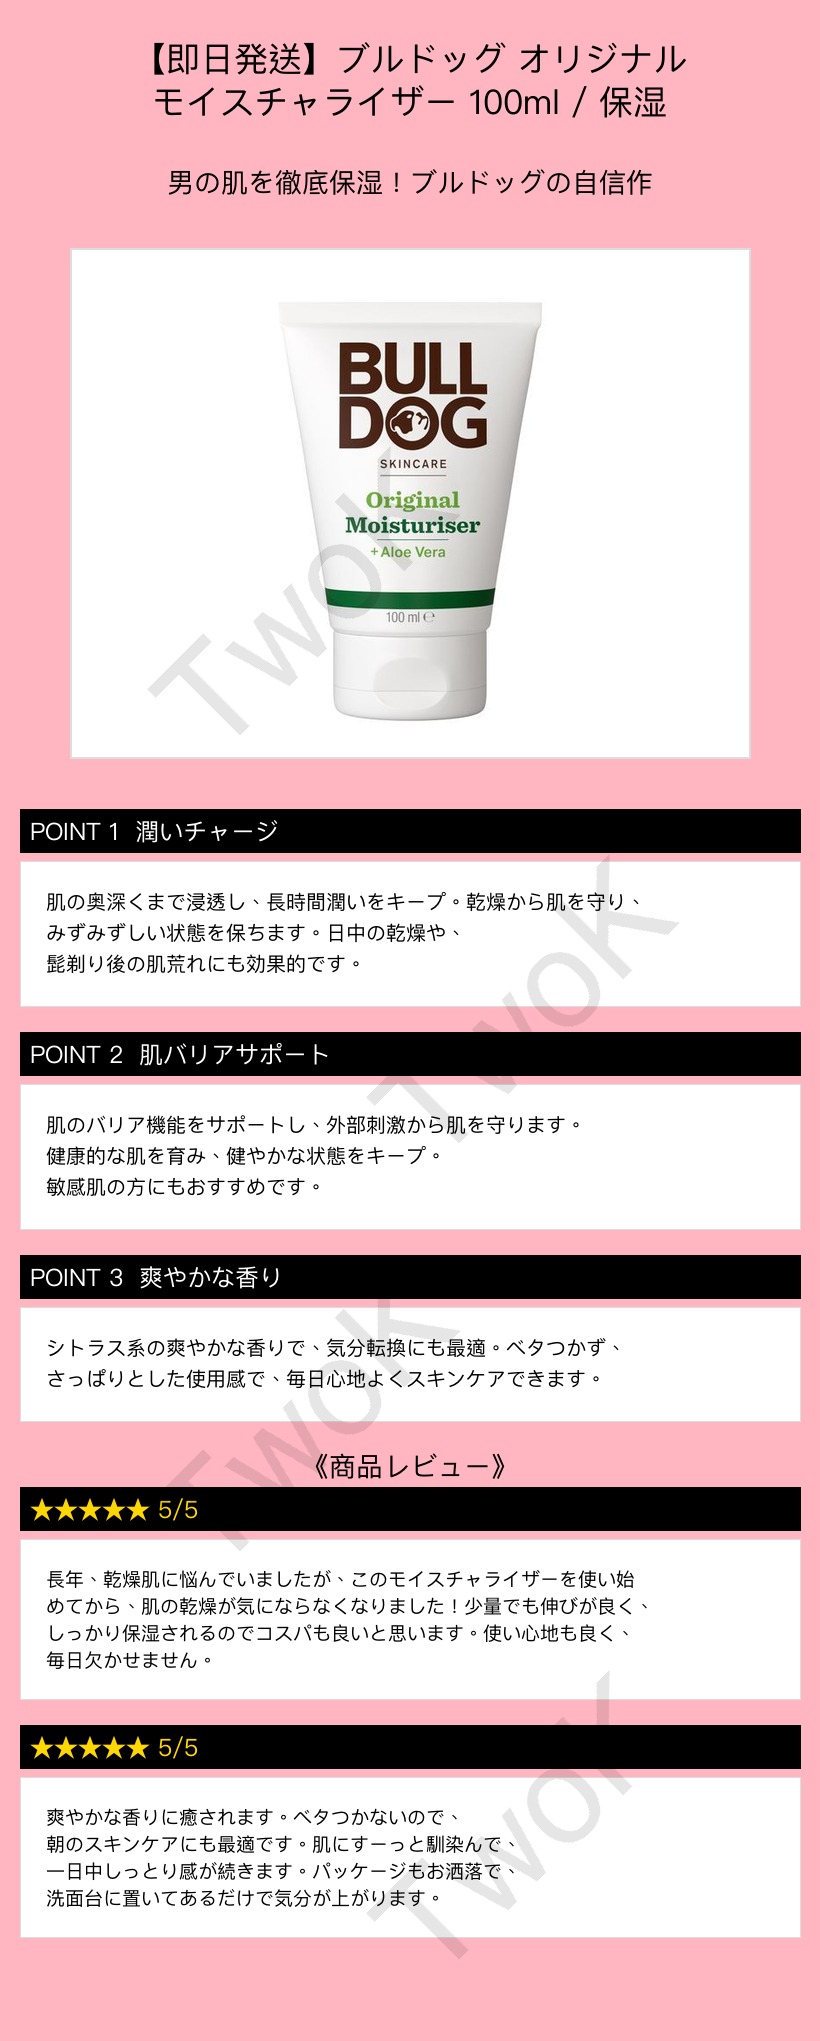 【即日発送】ブルドッグ オリジナル
モイスチャライザー 100ml / 保湿
男の肌を徹底保湿！ブルドッグの自信作
BULL
DOG
SKINCARE
Original
Moisturiser
+Aloe Vera
100 ml ℮
TwoK
POINT 1 潤いチャージ
肌の奥深くまで浸透し、長時間潤いをキープ。乾燥から肌を守り、
みずみずしい状態を保ちます。日中の乾燥や、
髭剃り後の肌荒れにも効果的です。
TwoK
POINT 2 肌バリアサポート
肌のバリア機能をサポートし、外部刺激から肌を守ります。
健康的な肌を育み、健やかな状態をキープ。
敏感肌の方にもおすすめです。
POINT 3 爽やかな香り
シトラス系の爽やかな香りで、気分転換にも最適。ベタつかず、
さっぱりとした使用感で、毎日心地よくスキンケアできます。
TwoK
《商品レビュー》
★★★★★ 5/5
長年、乾燥肌に悩んでいましたが、このモイスチャライザーを使い始
めてから、肌の乾燥が気にならなくなりました！少量でも伸びが良く、
しっかり保湿されるのでコスパも良いと思います。使い心地も良く、
毎日欠かせません。
★★★★★ 5/5
爽やかな香りに癒されます。ベタつかないので、
朝のスキンケアにも最適です。肌にすーっと馴染んで、
一日中しっとり感が続きます。パッケージもお洒落で、
洗面台に置いてあるだけで気分が上がります。
TwoK